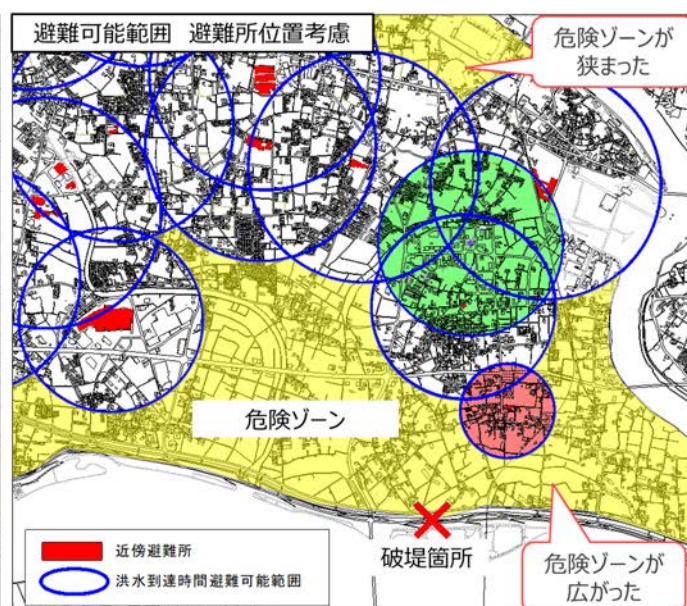 避難可能範囲 避難所位置考慮
危険ゾーンが
狭まった
危険ゾーン
破堤箇所
危険ゾーンが
広がった
近傍避難所
洪水到達時間避難可能範囲